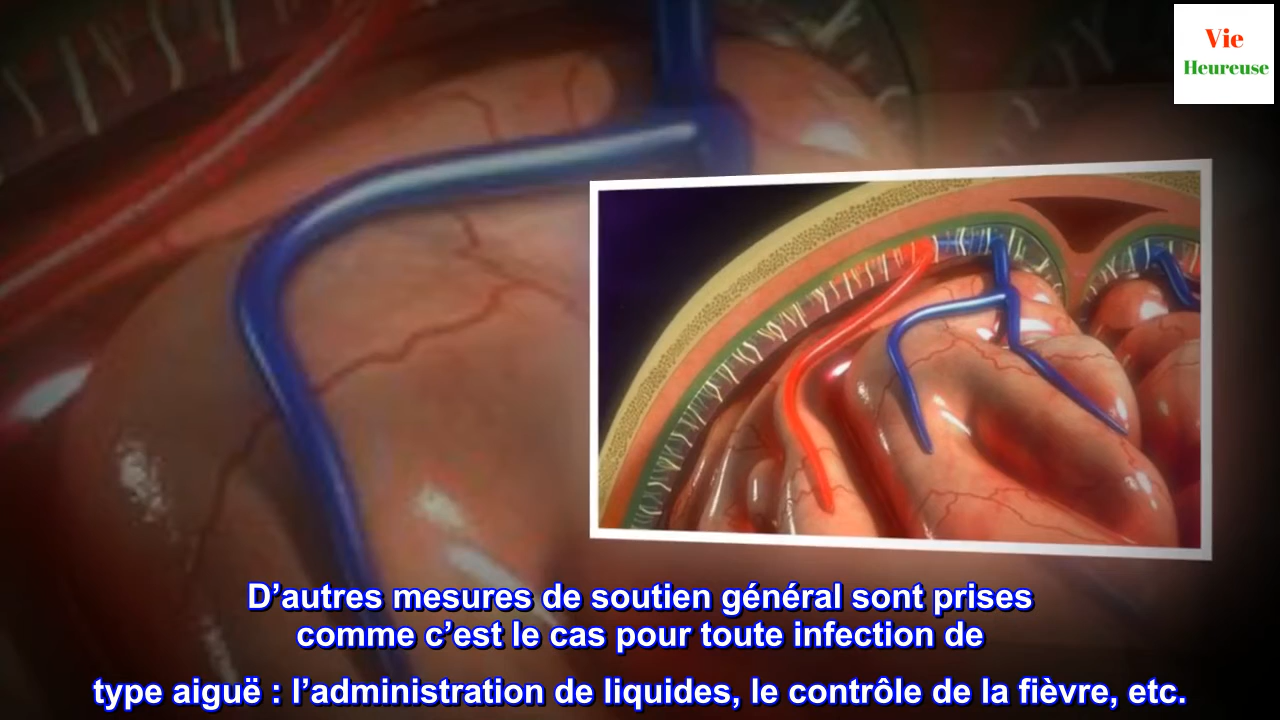 Vie
Heureuse
D’autres mesures de soutien général sont prises
comme c’est le cas pour toute infection de
type aiguë : l’administration de liquides, le contrôle de la fièvre, etc.